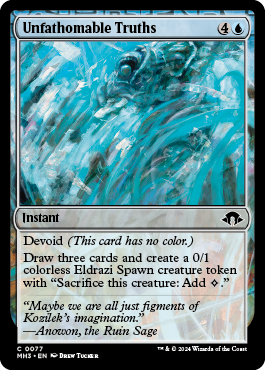 Unfathomable Truths 4
Instant
Devoid (This card has no color.)
Draw three cards and create a 0/1
colorless Eldrazi Spawn creature token
with “Sacrifice this creature: Add ◇.”
“Maybe we are all just figments of
Kozilek’s imagination.”
—Anowon, the Ruin Sage
C 0077
MH3 • EN DREW TUCKER
™ & © 2024 Wizards of the Coast